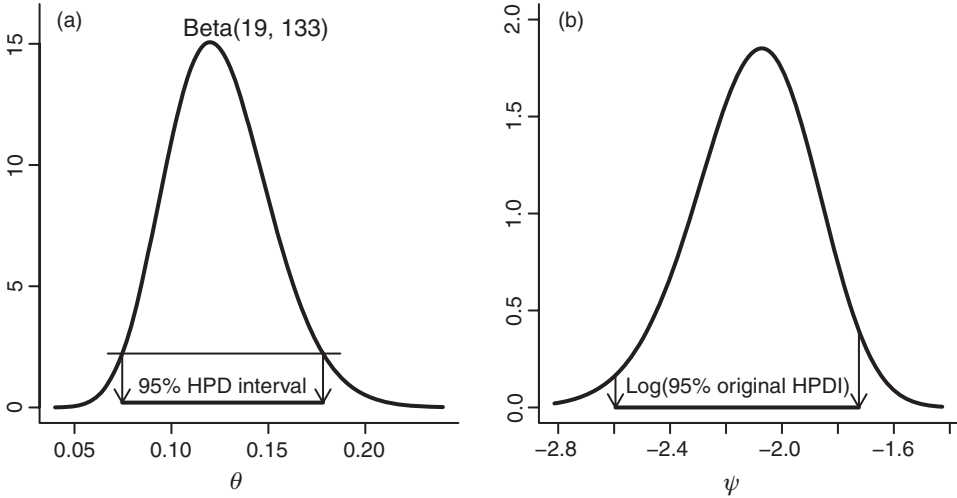 (a)
Beta(19, 133)
15
10
5
0
95% HPD interval
0.05 0.10 0.15 0.20
θ
(b)
2.0
1.5
1.0
0.5
0.0
Log(95% original HPDI)
−2.8 −2.4 −2.0 −1.6
ψ